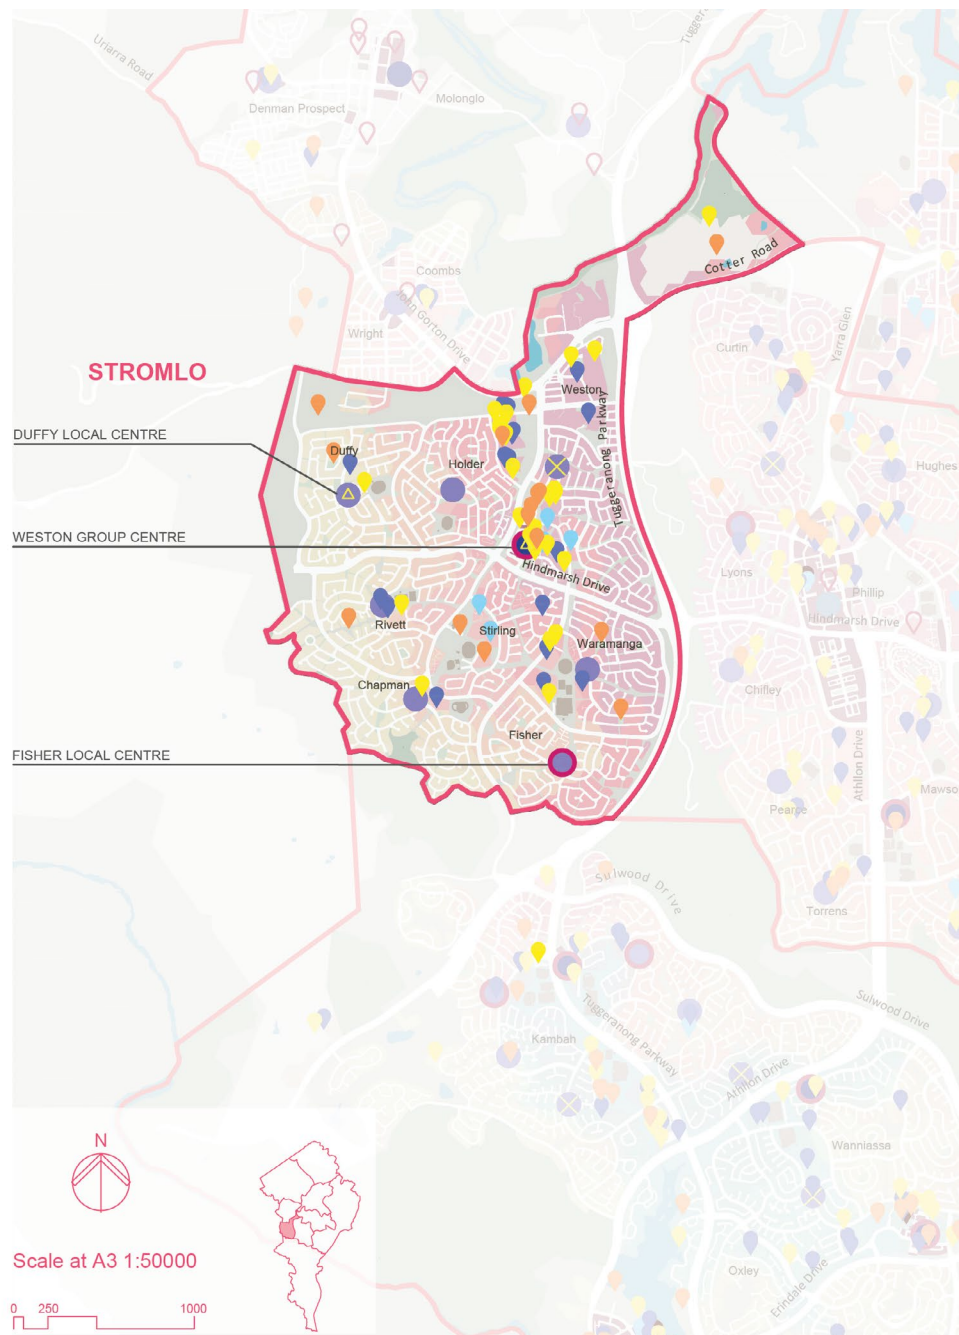 Tugger
Uriarra Road
Molonglo
Denman Prospect
Cotter Road
Coombs
John Gorton Drive
Wright
Yarra Glen
Curtin
STROMLO
Weston
Tuggeranong Parkway
DUFFY LOCAL CENTRE
Duffy
Holder
Hughes
WESTON GROUP CENTRE
Hindmarsh Drive
Lyons
Phillip
Hindmarsh Drive
Rivett
Stirling
Waramanga
Chapman
Chifley
Fisher
FISHER LOCAL CENTRE
Athllon Drive
Mawso
Pearce
Sulwood Drive
Torrens
Sulwood Drive
Tuggeranong Parkway
Kambah
Athllon Drive
Wanniassa
N
Scale at A3 1:50000
Oxley
Erindale Drive
0 250 1000